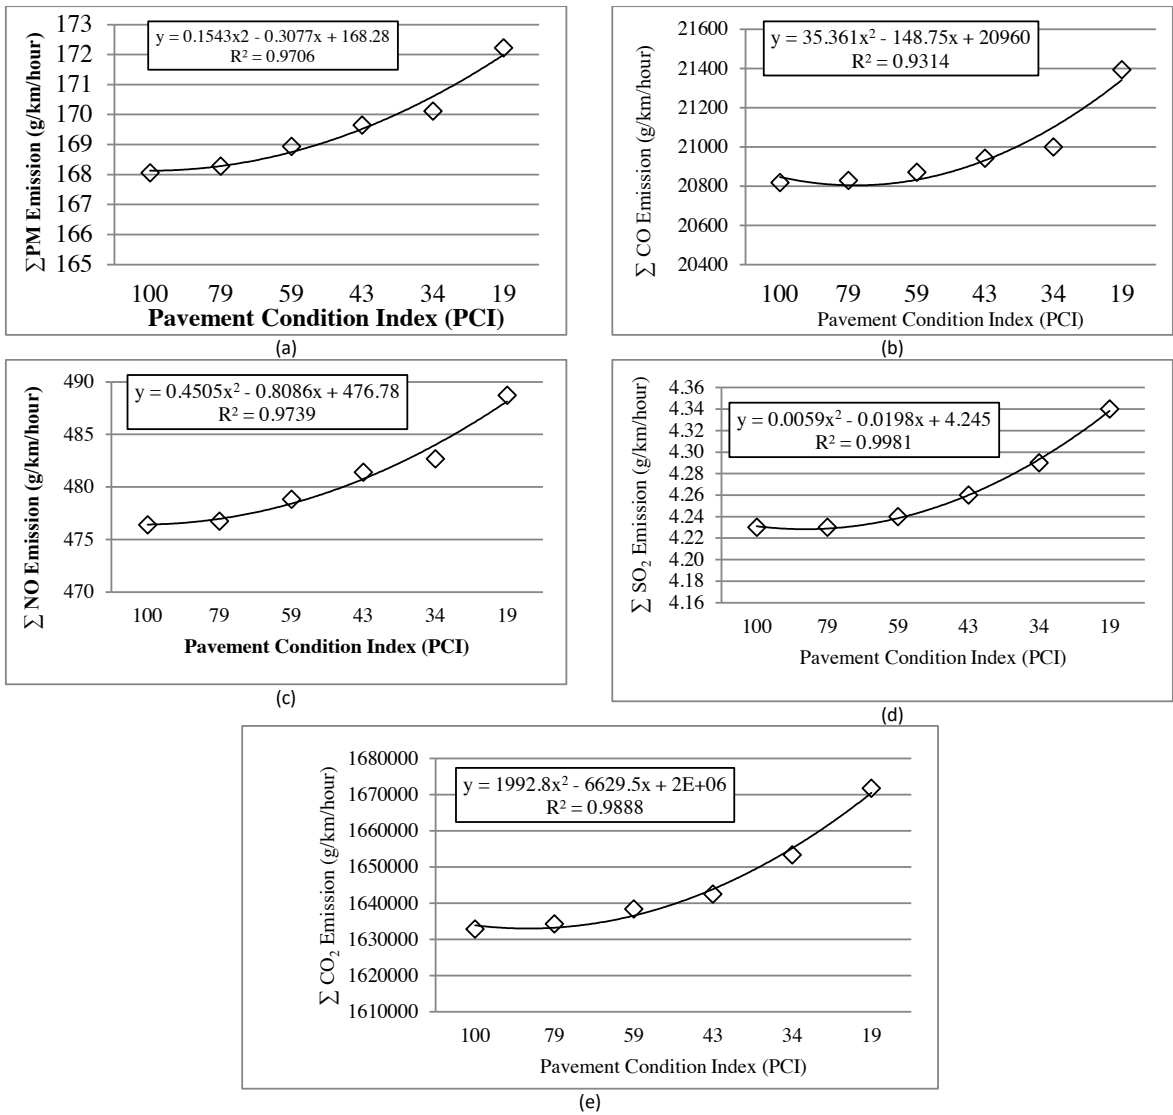 173
172
171
170
169
168
167
166
165
∑PM Emission (g/km/hour)
y = 0.1543x2 - 0.3077x + 168.28
R² = 0.9706
100 79 59 43 34 19
Pavement Condition Index (PCI)
(a)
21600
21400
21200
21000
20800
20600
20400
∑ CO Emission (g/km/hour)
y = 35.361x² - 148.75x + 20960
R² = 0.9314
100 79 59 43 34 19
Pavement Condition Index (PCI)
(b)
490
485
480
475
470
∑ NO Emission (g/km/hour)
y = 0.4505x² - 0.8086x + 476.78
R² = 0.9739
100 79 59 43 34 19
Pavement Condition Index (PCI)
(c)
4.36
4.34
4.32
4.30
4.28
4.26
4.24
4.22
4.20
4.18
4.16
∑ SO₂ Emission (g/km/hour)
y = 0.0059x² - 0.0198x + 4.245
R² = 0.9981
100 79 59 43 34 19
Pavement Condition Index (PCI)
(d)
1680000
1670000
1660000
1650000
1640000
1630000
1620000
1610000
∑ CO₂ Emission (g/km/hour)
y = 1992.8x² - 6629.5x + 2E+06
R² = 0.9888
100 79 59 43 34 19
Pavement Condition Index (PCI)
(e)